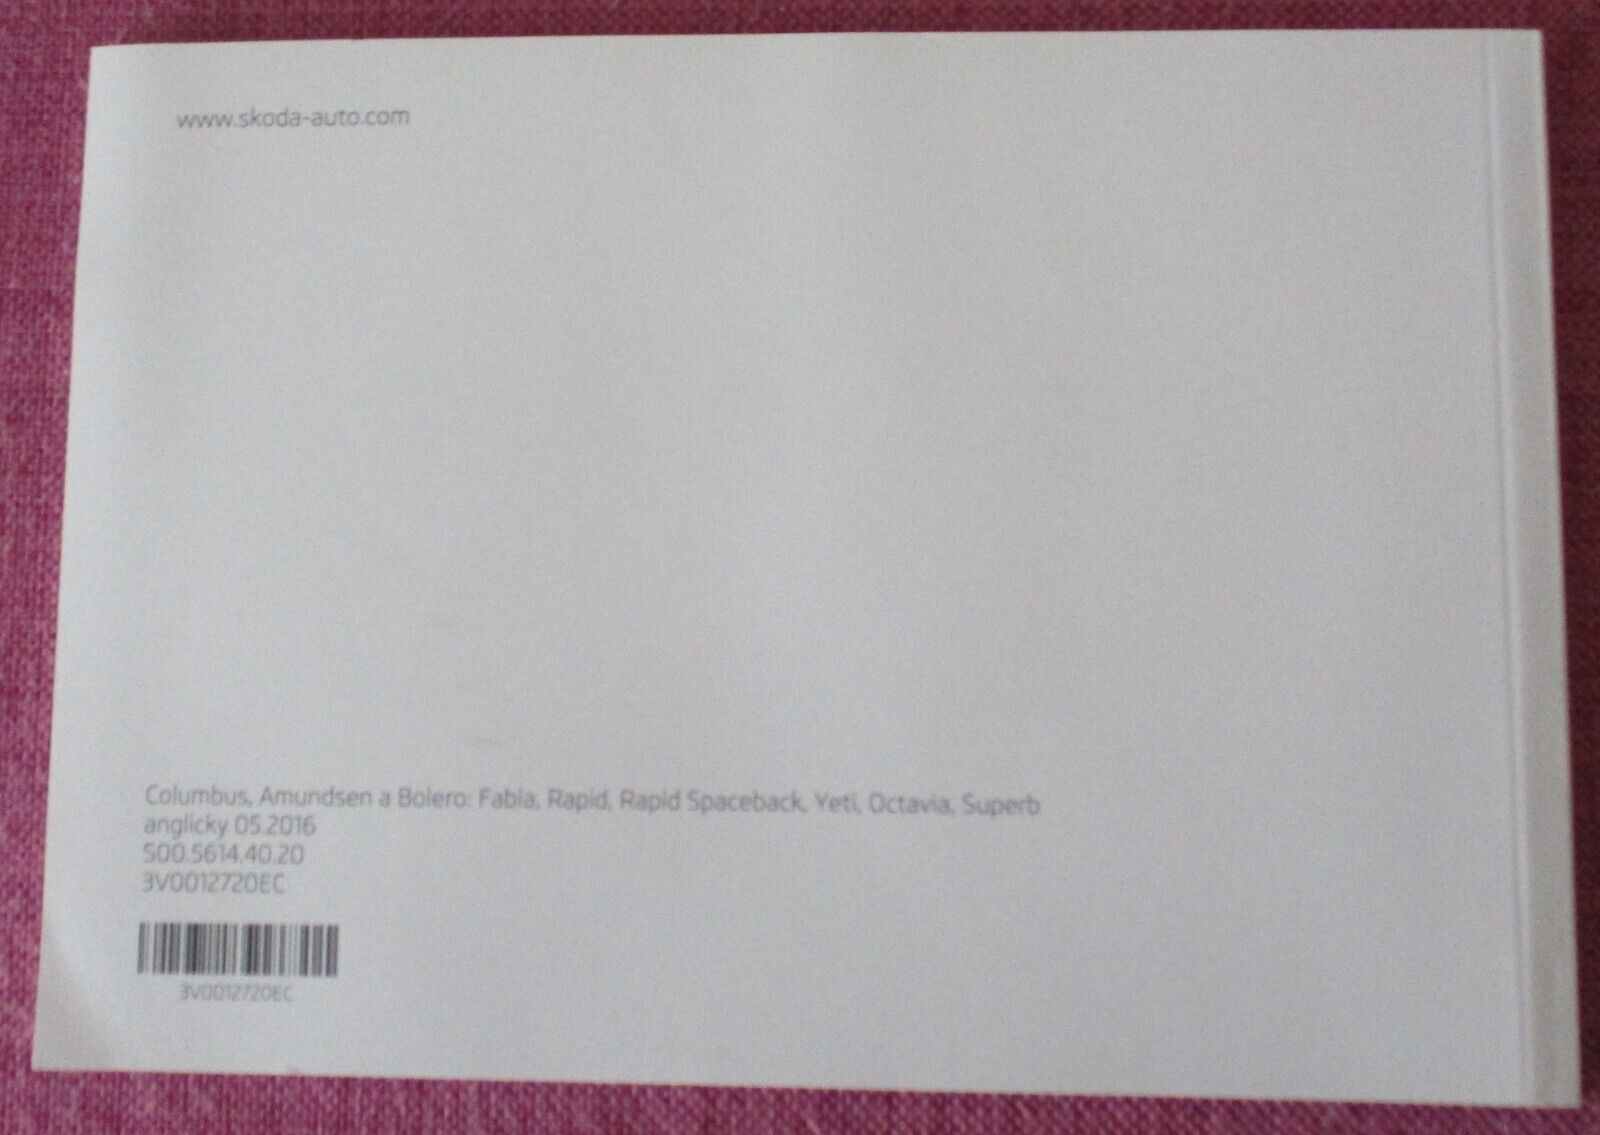 www.skoda-auto.com
Columbus, Amundsen a Bolero: Fabia, Rapid, Rapid Spaceback, Yeti, Octavia, Superb
anglicky 05.2016
S00.5614.40.20
3V0012720EC
3V0012720EC